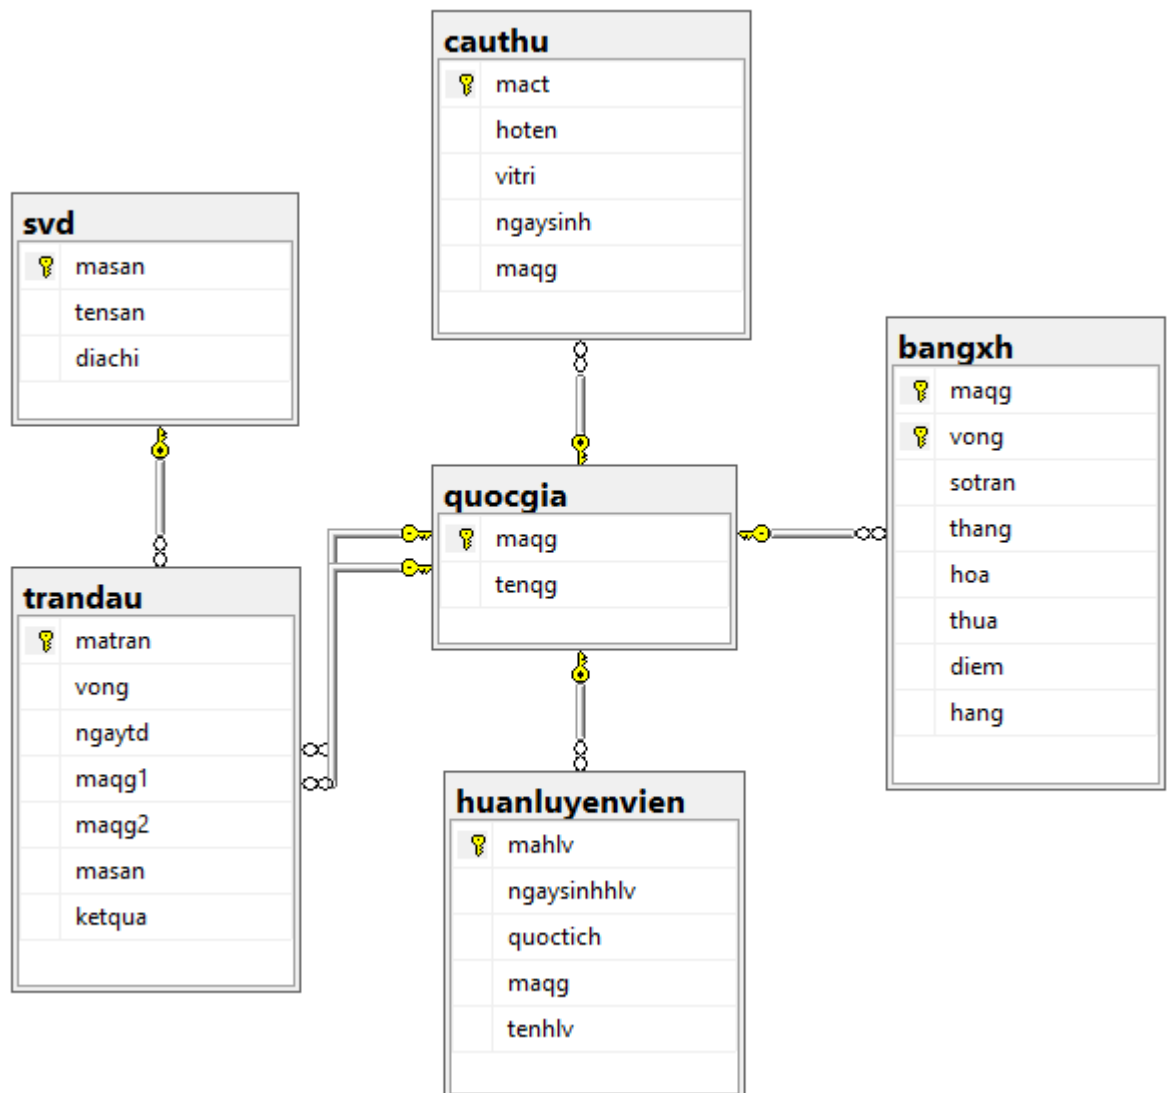 cauthu
mact
hoten
vitri
ngaysinh
maqg
svd
masan
tensan
diachi
bangxh
maqg
vong
sotran
thang
hoa
thua
diem
hang
quocgia
maqg
tenqg
trandau
matran
vong
ngaytd
maqg1
maqg2
masan
ketqua
huanluyenvien
mahlv
ngaysinhhlv
quoctich
maqg
tenhlv